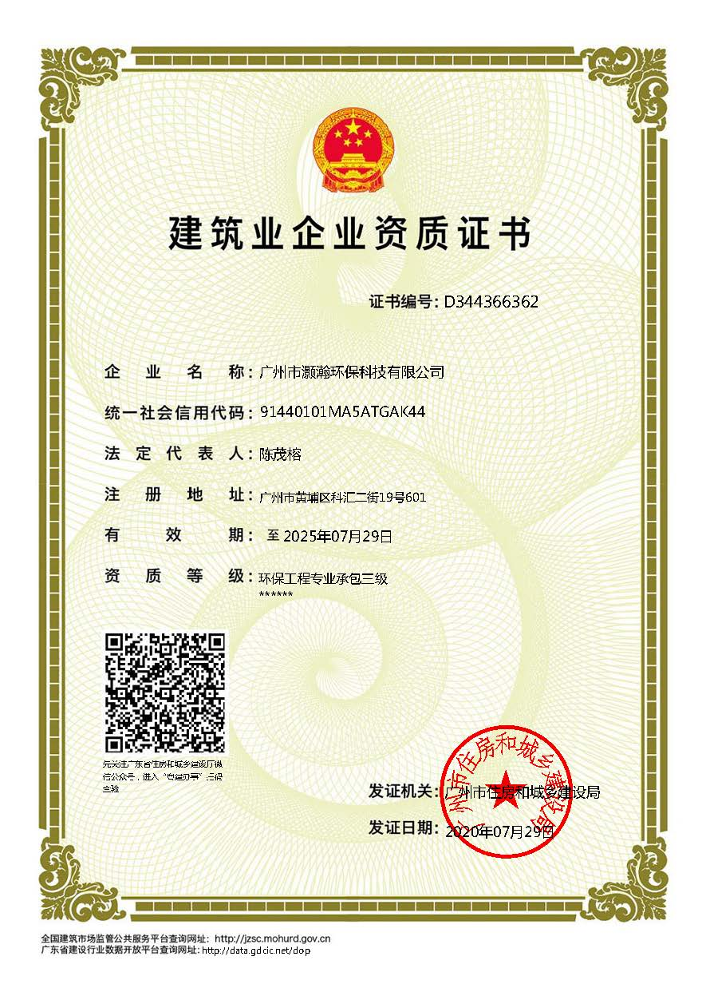 建筑业企业资质证书
证书编号：D344366362
企业名称：广州市灏瀚环保科技有限公司
统一社会信用代码：91440101MA5ATGAK44
法定代表人：陈茂榕
注册地址：广州市黄埔区科汇二街19号601
有效期：至2025年07月29日
资质等级：环保工程专业承包三级
******
先关注广东省住房和城乡建设厅微
信公众号，进入“粤建办事”扫码
查验
发证机关：广州市住房和城乡建设局
发证日期：2020年07月29日
广州市住房和城乡建设局
全国建筑市场监管公共服务平台查询网址：http://jzsc.mohurd.gov.cn
广东省建设行业数据开放平台查询网址：http://data.gdcic.net/dop